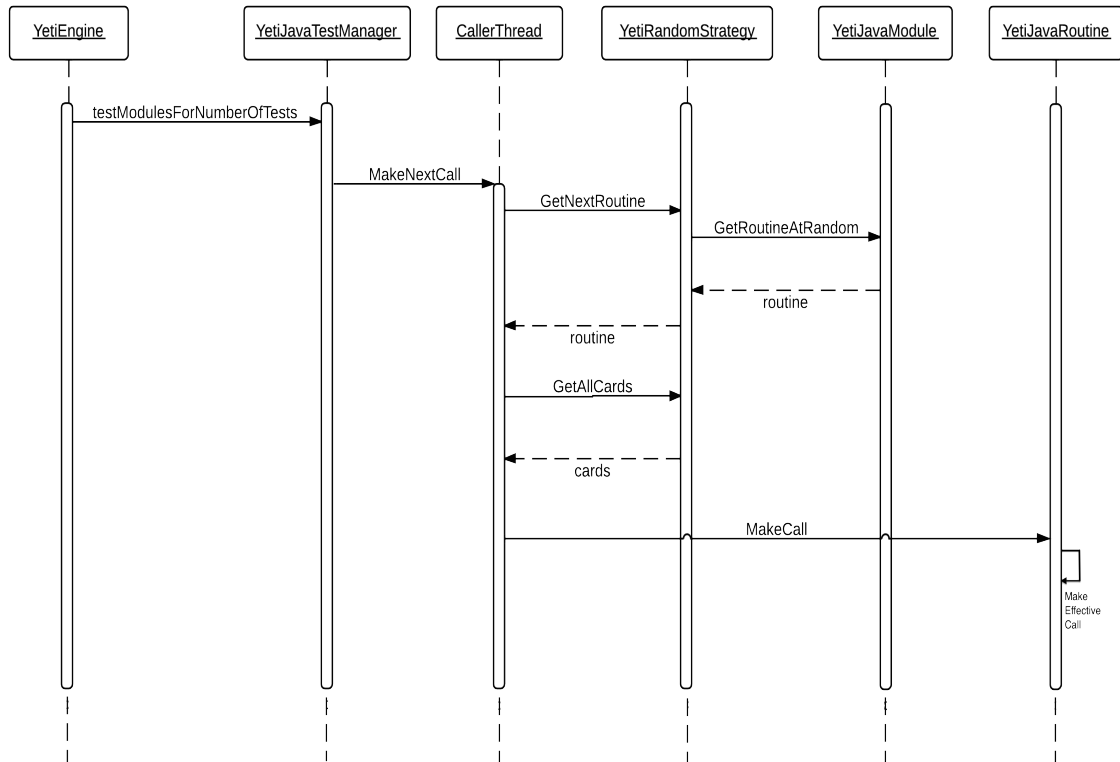 YetiEngine
YetiJavaTestManager
CallerThread
YetiRandomStrategy
YetiJavaModule
YetiJavaRoutine
testModulesForNumberOfTests
MakeNextCall
GetNextRoutine
GetRoutineAtRandom
routine
routine
GetAllCards
cards
MakeCall
Make
Effective
Call